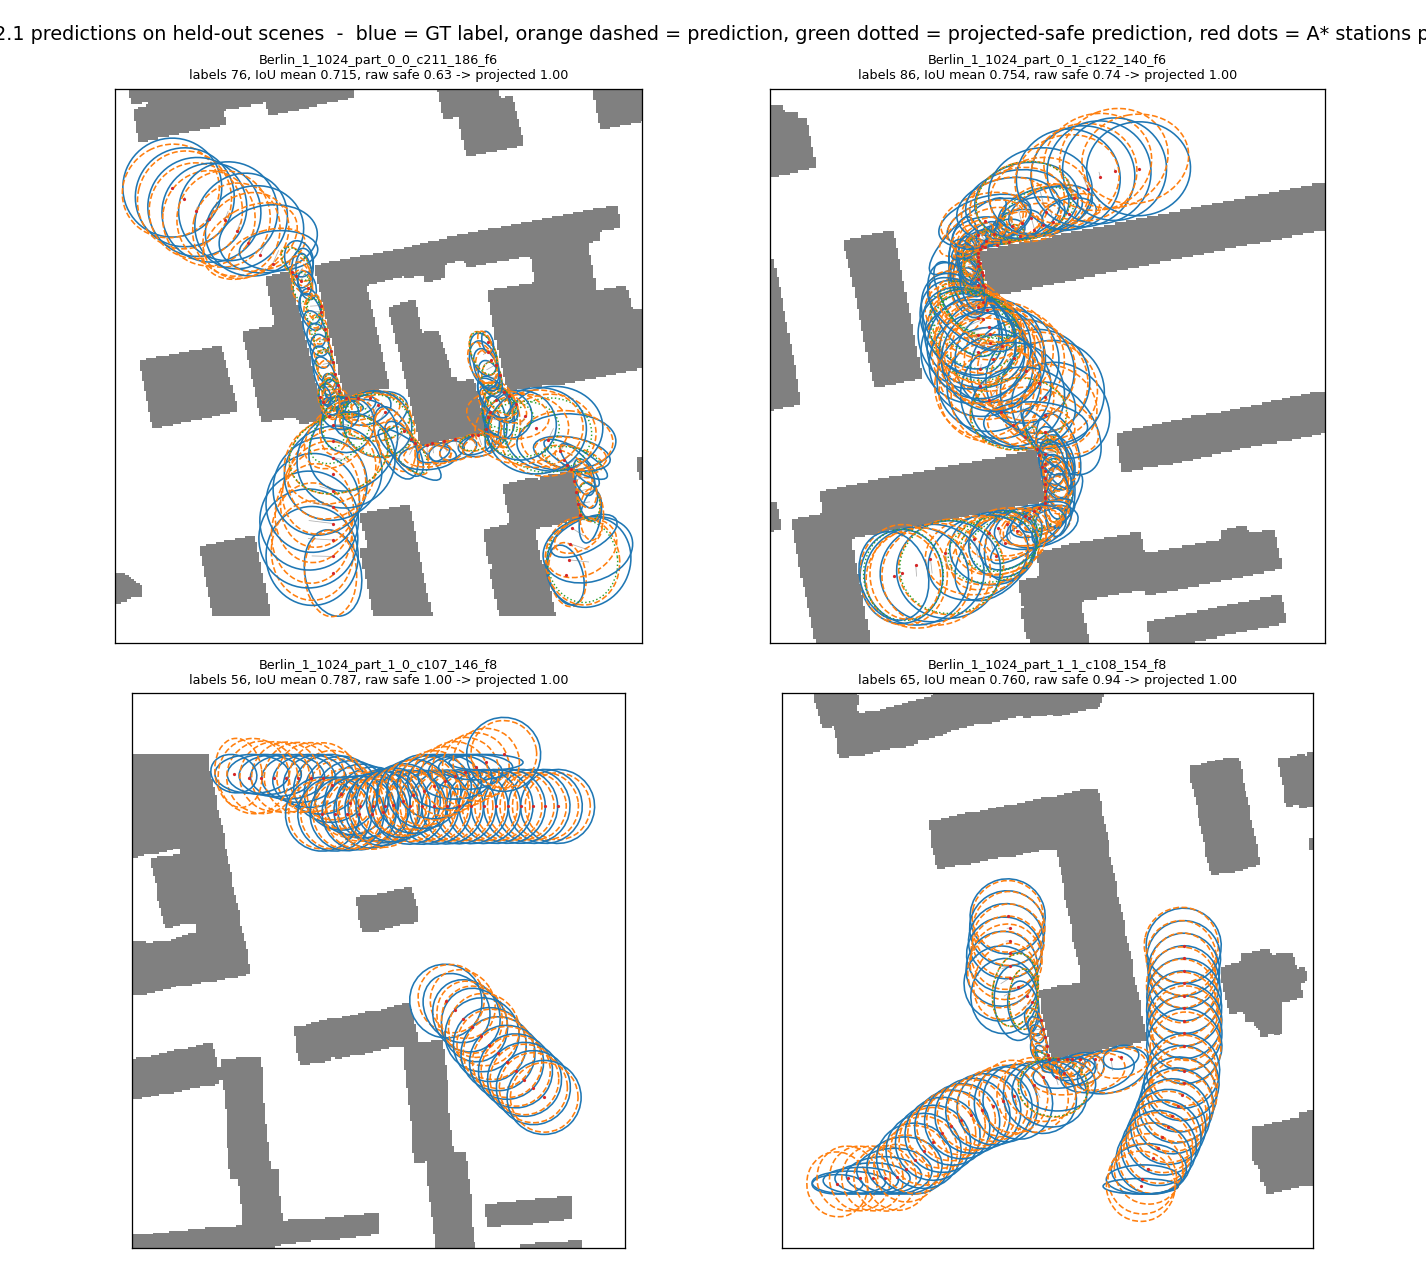 2.1 predictions on held-out scenes  -  blue = GT label, orange dashed = prediction, green dotted = projected-safe prediction, red dots = A* stations p
Berlin_1_1024_part_0_0_c211_186_f6
labels 76, IoU mean 0.715, raw safe 0.63 -> projected 1.00
Berlin_1_1024_part_0_1_c122_140_f6
labels 86, IoU mean 0.754, raw safe 0.74 -> projected 1.00
Berlin_1_1024_part_1_0_c107_146_f8
labels 56, IoU mean 0.787, raw safe 1.00 -> projected 1.00
Berlin_1_1024_part_1_1_c108_154_f8
labels 65, IoU mean 0.760, raw safe 0.94 -> projected 1.00